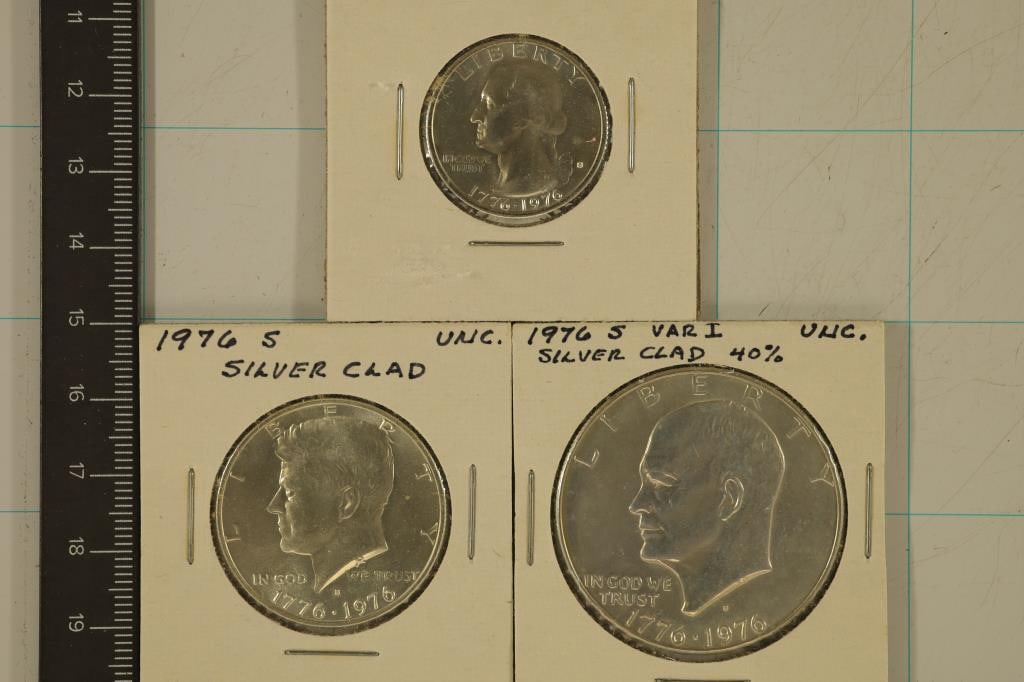 11
12
13
14
15
16
17
18
19
LIBERTY
IN GOD WE
TRUST
S
1776·1976
1976 S UNC.
SILVER CLAD
LIBERTY
IN GOD WE TRUST
S
1776·1976
1976 S VAR I UNC.
SILVER CLAD 40%
LIBERTY
IN GOD WE
TRUST
S
1776·1976